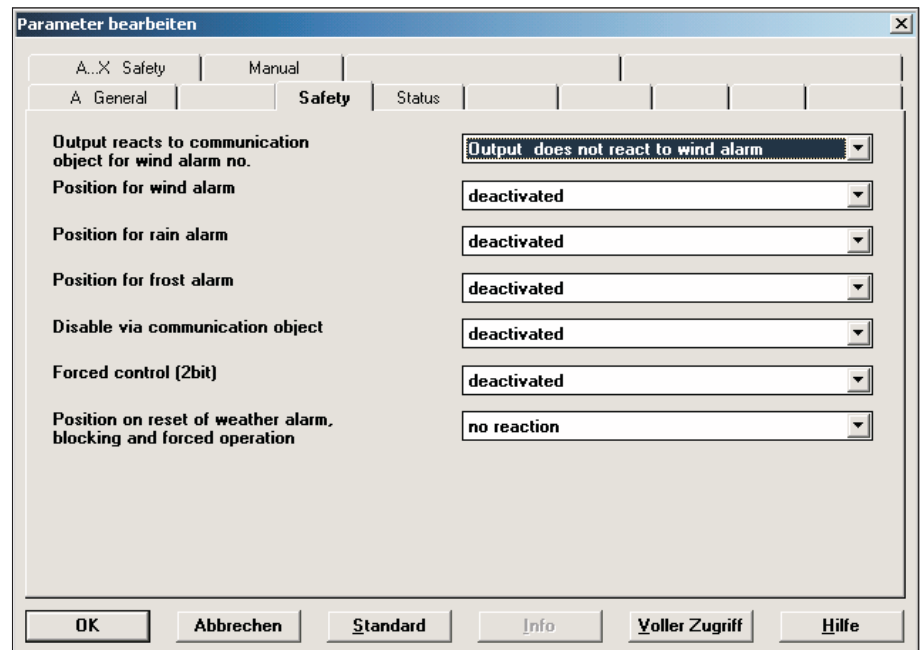 Parameter bearbeiten
A...X Safety
Manual
A General
Safety
Status
Output reacts to communication
object for wind alarm no.
Output does not react to wind alarm
Position for wind alarm
deactivated
Position for rain alarm
deactivated
Position for frost alarm
deactivated
Disable via communication object
deactivated
Forced control (2bit)
deactivated
Position on reset of weather alarm,
blocking and forced operation
no reaction
OK
Abbrechen
Standard
Info
Voller Zugriff
Hilfe